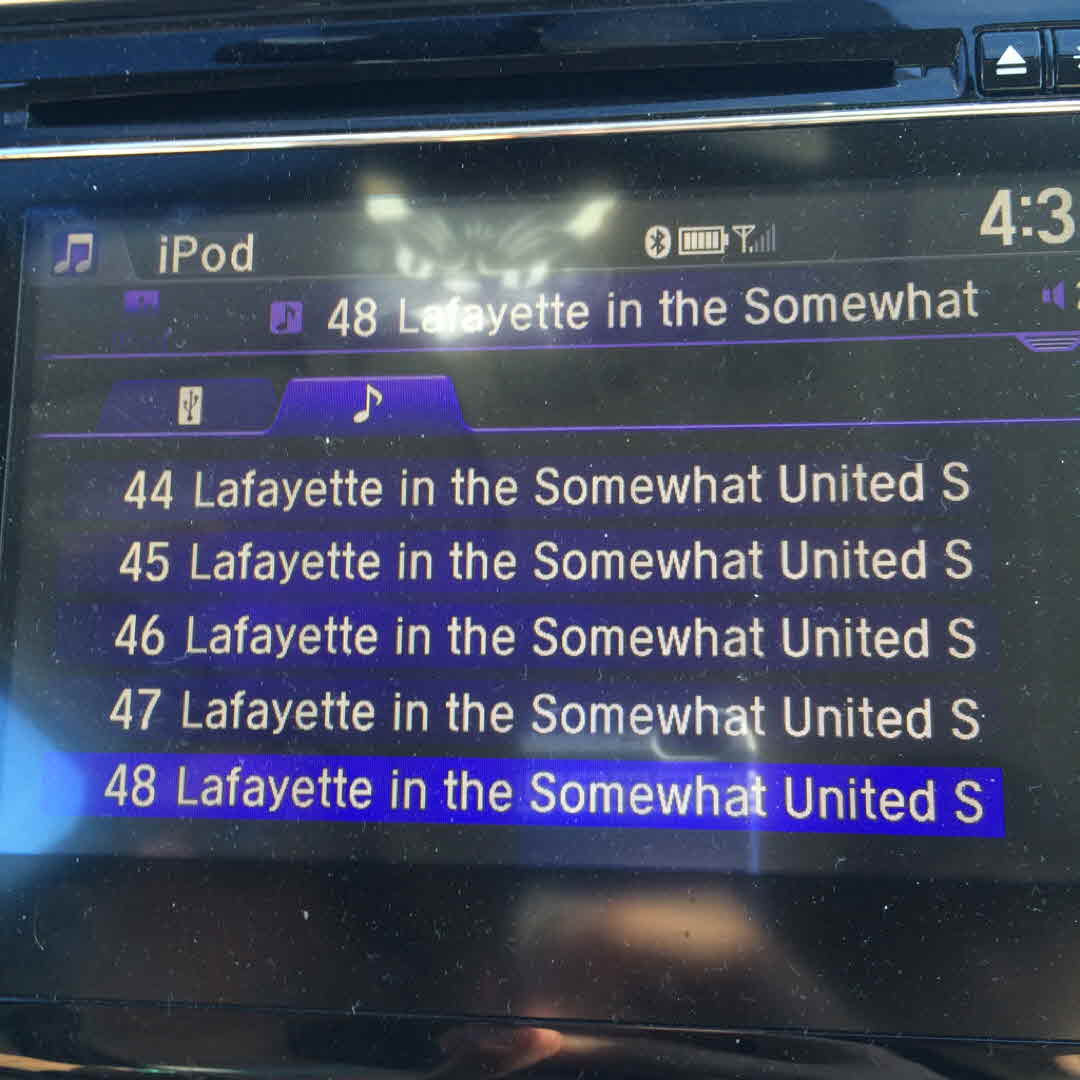 iPod
4:3
48 Lafayette in the Somewhat
44 Lafayette in the Somewhat United S
45 Lafayette in the Somewhat United S
46 Lafayette in the Somewhat United S
47 Lafayette in the Somewhat United S
48 Lafayette in the Somewhat United S